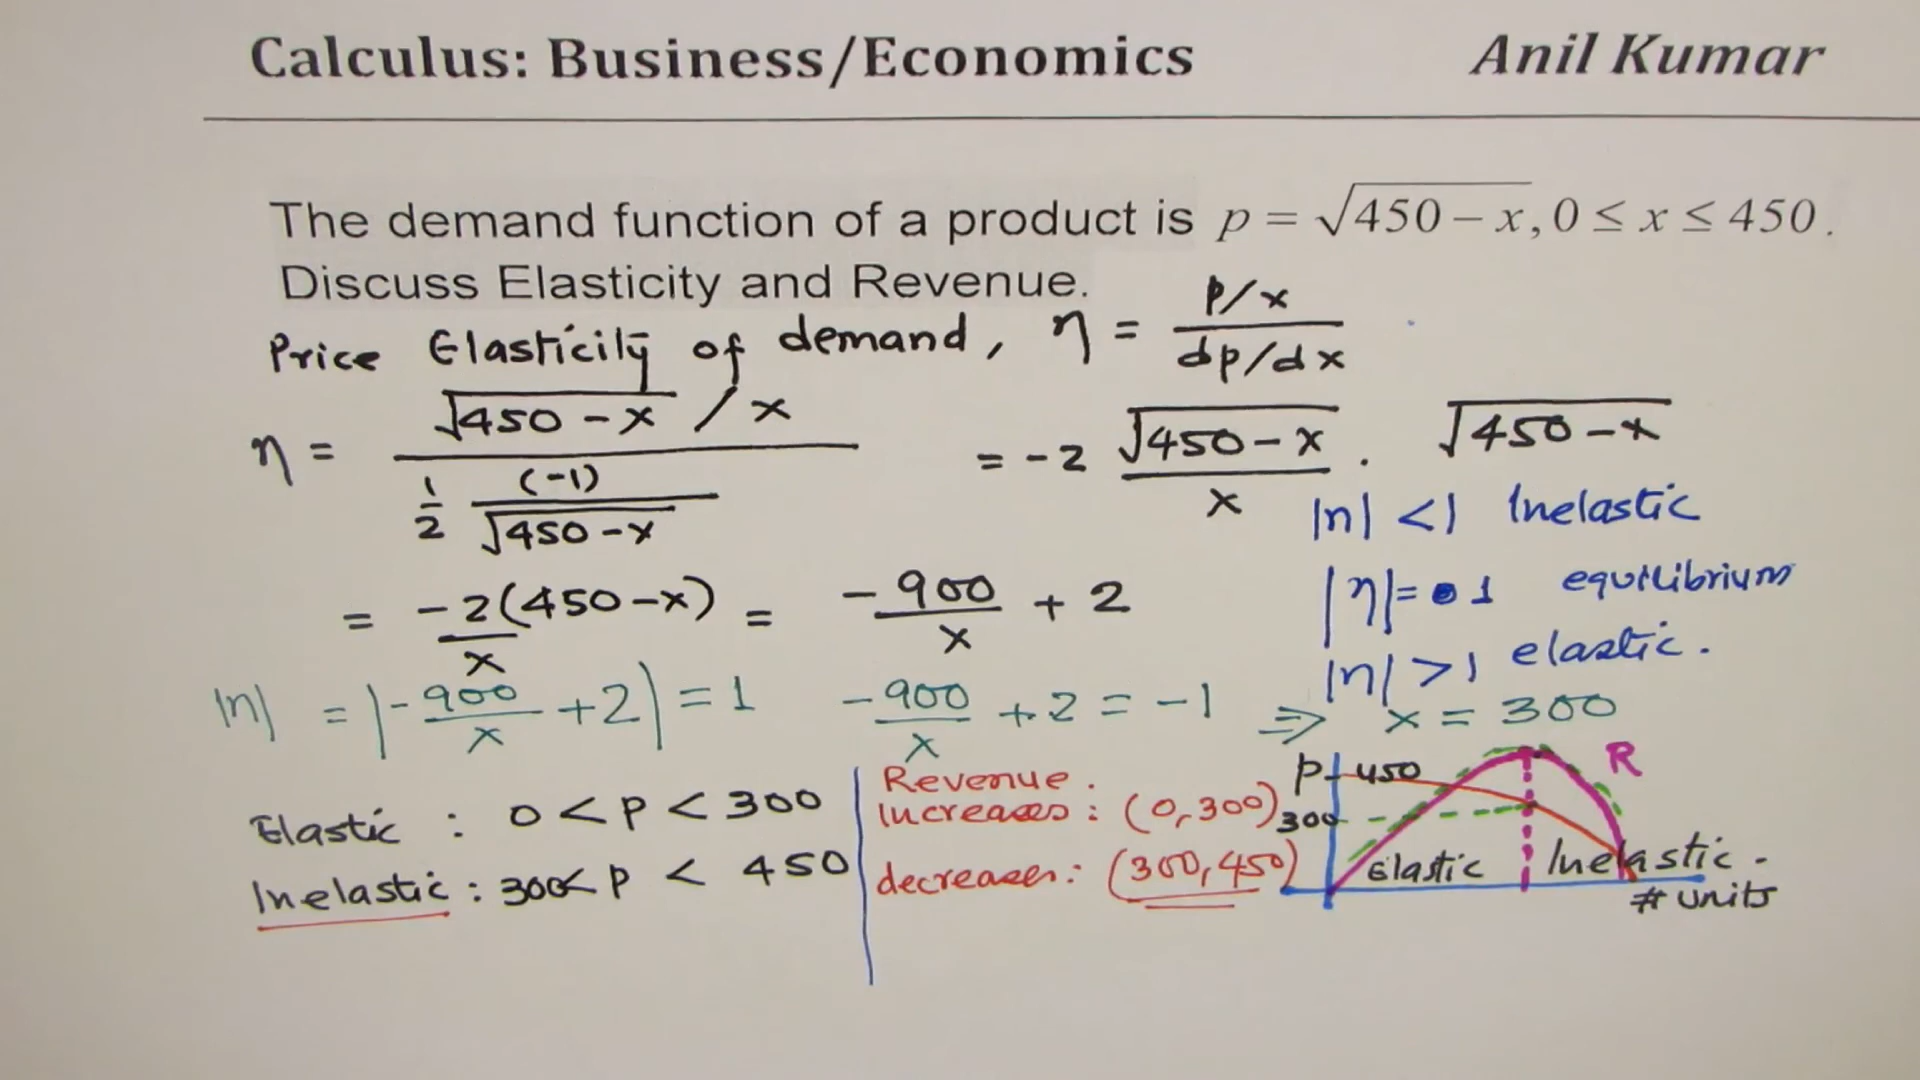 Calculus: Business/Economics Anil Kumar
The demand function of a product is p = √450 − x, 0 ≤ x ≤ 450.
Discuss Elasticity and Revenue.
Price Elasticity of demand, η = p/x / dp/dx
η = √450 − x / x / 1/2 (-1)/√450 − x = -2 √450 − x / x . √450 − x
|η| < 1 Inelastic
|η| = 1 equilibrium
|η| > 1 elastic.
= -2(450 − x)/x = -900/x + 2
|η| = |-900/x + 2| = 1 -900/x + 2 = -1 ⇒ x = 300
Elastic : 0 < p < 300
Inelastic : 300 < p < 450
Revenue.
Increases : (0, 300)
decreases : (300, 450)
p 450 R
300
Elastic Inelastic -
# units